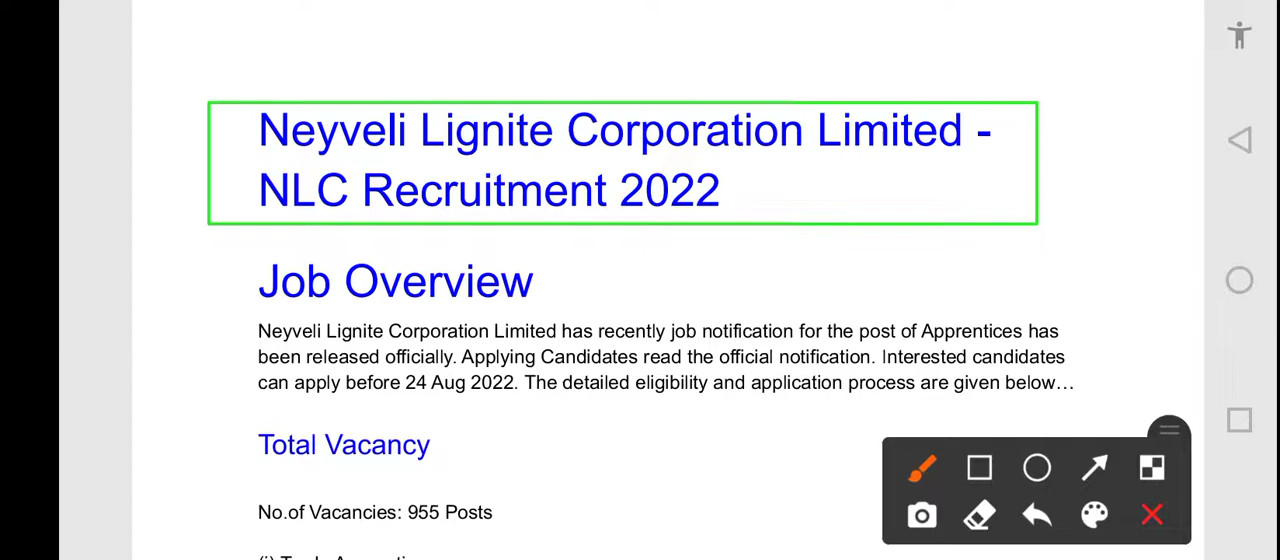 Neyveli Lignite Corporation Limited -
NLC Recruitment 2022
Job Overview
Neyveli Lignite Corporation Limited has recently job notification for the post of Apprentices has
been released officially. Applying Candidates read the official notification. Interested candidates
can apply before 24 Aug 2022. The detailed eligibility and application process are given below…
Total Vacancy
No.of Vacancies: 955 Posts